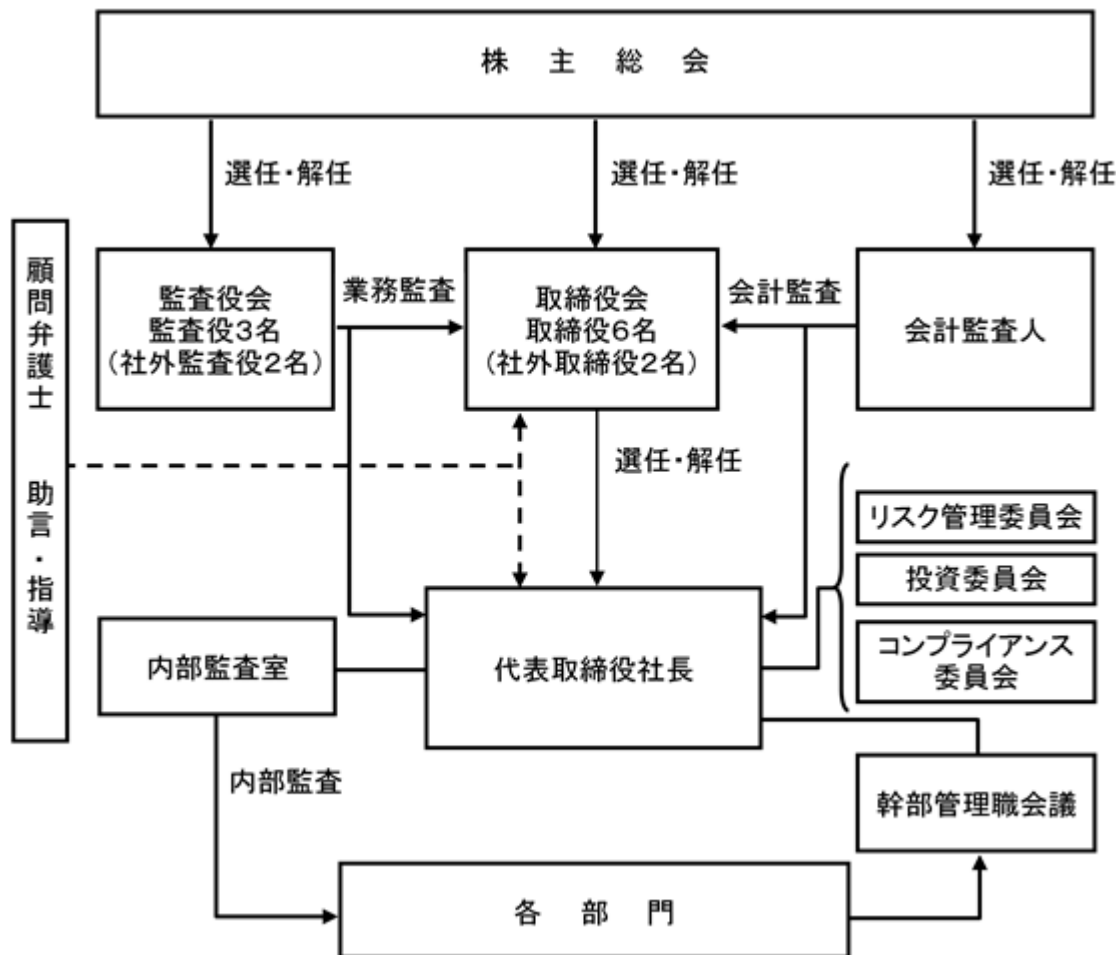 株主総会
選任・解任
選任・解任
選任・解任
顧問弁護士 助言・指導
監査役会
監査役3名
(社外監査役2名)
業務監査
取締役会
取締役6名
(社外取締役2名)
会計監査
会計監査人
選任・解任
リスク管理委員会
投資委員会
コンプライアンス
委員会
内部監査室
代表取締役社長
内部監査
幹部管理職会議
各部門